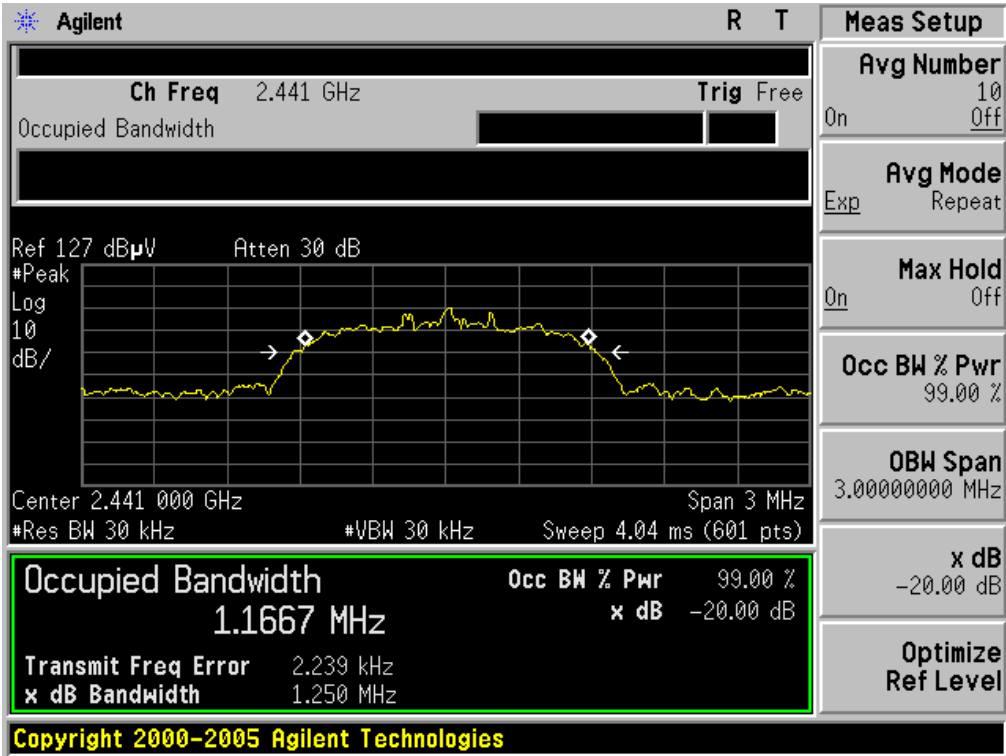 Agilent R T
Ch Freq 2.441 GHz Trig Free
Occupied Bandwidth
Ref 127 dBµV Atten 30 dB
#Peak
Log
10
dB/
Center 2.441 000 GHz Span 3 MHz
#Res BW 30 kHz #VBW 30 kHz Sweep 4.04 ms (601 pts)
Occupied Bandwidth Occ BW % Pwr 99.00 %
1.1667 MHz x dB -20.00 dB
Transmit Freq Error 2.239 kHz
x dB Bandwidth 1.250 MHz
Copyright 2000-2005 Agilent Technologies
Meas Setup
Avg Number
10
On Off
Avg Mode
Exp Repeat
Max Hold
On Off
Occ BW % Pwr
99.00 %
OBW Span
3.00000000 MHz
x dB
-20.00 dB
Optimize
Ref Level